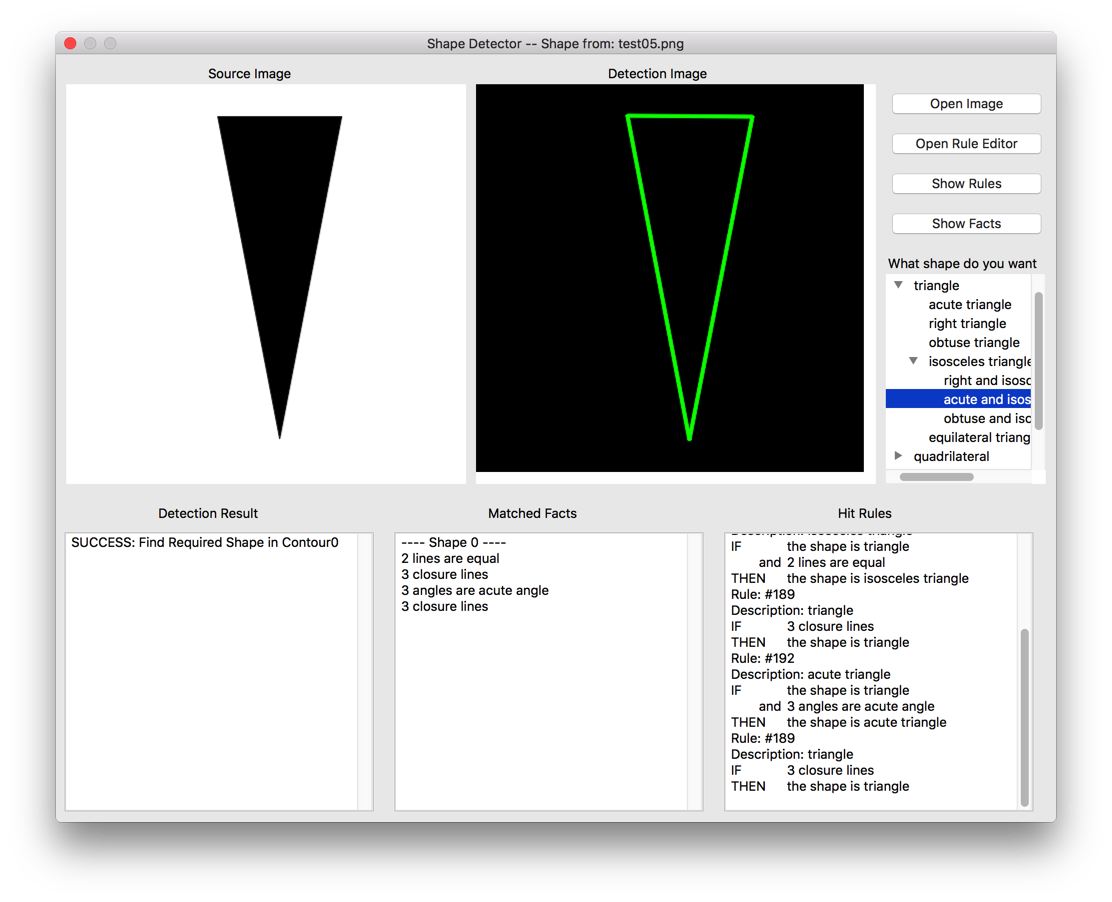 Shape Detector -- Shape from: test05.png
Source Image
Detection Image
Open Image
Open Rule Editor
Show Rules
Show Facts
What shape do you want
triangle
acute triangle
right triangle
obtuse triangle
isosceles triangle
right and isosc
acute and isos
obtuse and isc
equilateral triang
quadrilateral
Detection Result
SUCCESS: Find Required Shape in Contour0
Matched Facts
---- Shape 0 ----
2 lines are equal
3 closure lines
3 angles are acute angle
3 closure lines
Hit Rules
Description: isosceles triangle
IF the shape is triangle
and 2 lines are equal
THEN the shape is isosceles triangle
Rule: #189
Description: triangle
IF 3 closure lines
THEN the shape is triangle
Rule: #192
Description: acute triangle
IF the shape is triangle
and 3 angles are acute angle
THEN the shape is acute triangle
Rule: #189
Description: triangle
IF 3 closure lines
THEN the shape is triangle